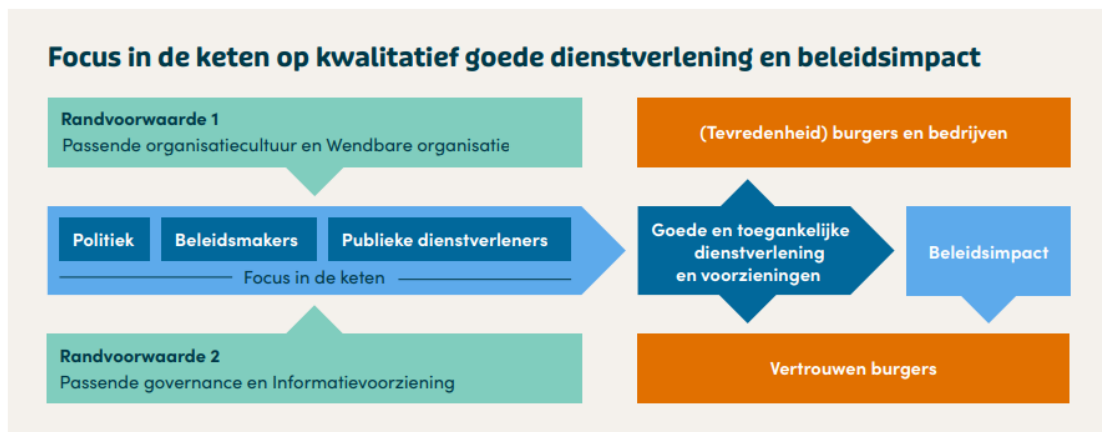 Focus in de keten op kwalitatief goede dienstverlening en beleidsimpact
Randvoorwaarde 1
Passende organisatiecultuur en Wendbare organisatie
(Tevredenheid) burgers en bedrijven
Politiek
Beleidsmakers
Publieke dienstverleners
Focus in de keten
Goede en toegankelijke
dienstverlening
en voorzieningen
Beleidsimpact
Randvoorwaarde 2
Passende governance en Informatievoorziening
Vertrouwen burgers